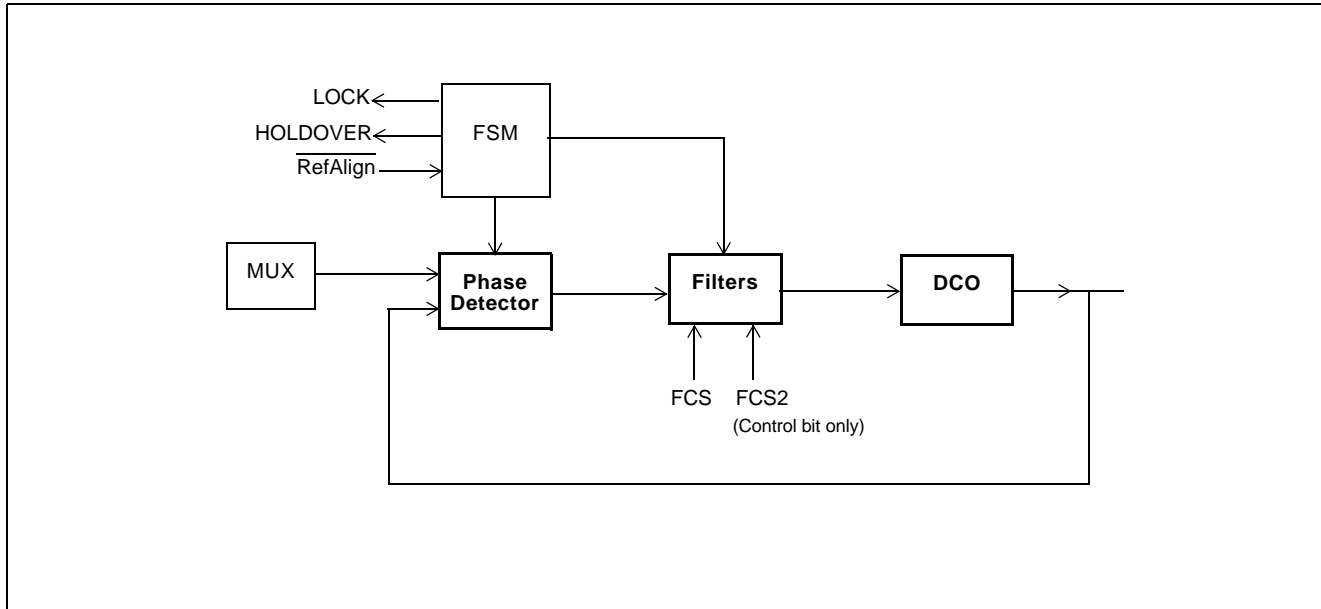 LOCK
HOLDOVER
RefAlign
FSM
MUX
Phase
Detector
Filters
DCO
FCS
FCS2
(Control bit only)